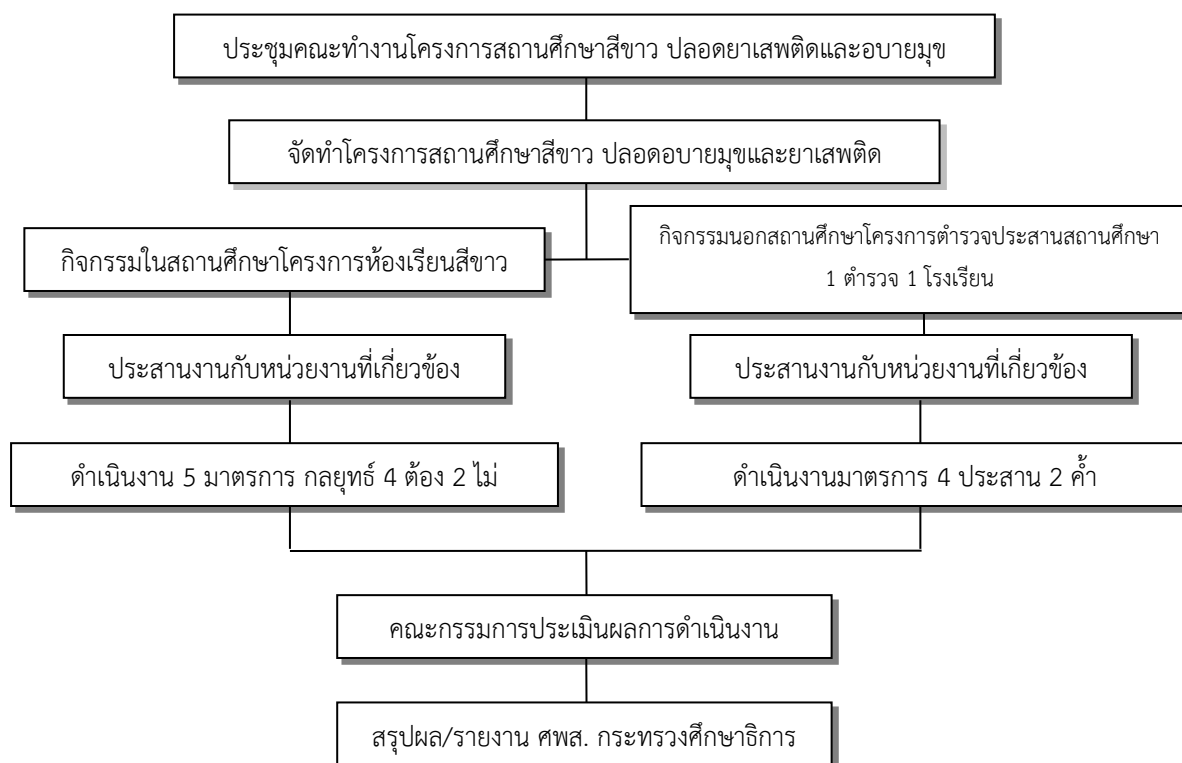 ประชุมคณะทำงานโครงการสถานศึกษาสีขาว ปลอดยาเสพติดและอบายมุข
จัดทำโครงการสถานศึกษาสีขาว ปลอดอบายมุขและยาเสพติด
กิจกรรมในสถานศึกษาโครงการห้องเรียนสีขาว
กิจกรรมนอกสถานศึกษาโครงการตำรวจประสานสถานศึกษา
1 ตำรวจ 1 โรงเรียน
ประสานงานกับหน่วยงานที่เกี่ยวข้อง
ประสานงานกับหน่วยงานที่เกี่ยวข้อง
ดำเนินงาน 5 มาตรการ กลยุทธ์ 4 ต้อง 2 ไม่
ดำเนินงานมาตรการ 4 ประสาน 2 ค้ำ
คณะกรรมการประเมินผลการดำเนินงาน
สรุปผล/รายงาน ศพส. กระทรวงศึกษาธิการ